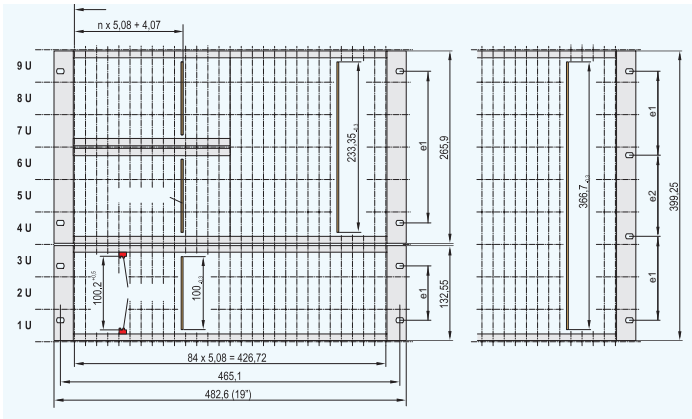 n x 5,08 + 4,07
9 U
8 U
7 U
6 U
5 U
4 U
3 U
2 U
1 U
233,35
e1
265,9
100,2 +0,5
100
e1
132,55
84 x 5,08 = 426,72
465,1
482,6 (19")
366,7
e1
e2
e1
399,25